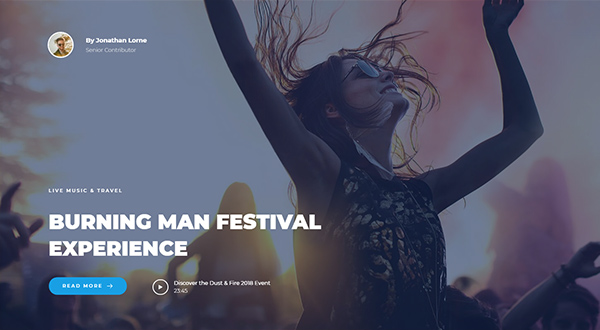 By Jonathan Lorne
Senior Contributor
LIVE MUSIC & TRAVEL
BURNING MAN FESTIVAL
EXPERIENCE
READ MORE →
Discover the Dust & Fire 2018 Event
23:45